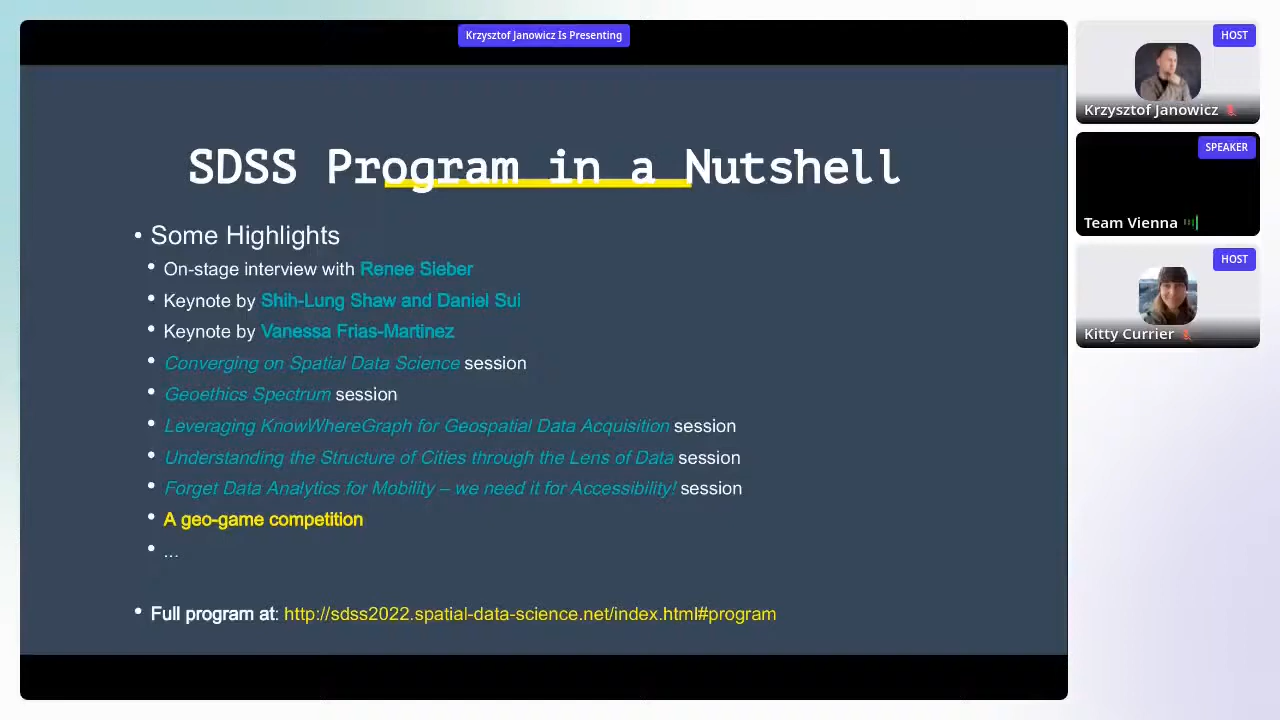 Krzysztof Janowicz Is Presenting
SDSS Program in a Nutshell
• Some Highlights
• On-stage interview with Renee Sieber
• Keynote by Shih-Lung Shaw and Daniel Sui
• Keynote by Vanessa Frias-Martinez
• Converging on Spatial Data Science session
• Geoethics Spectrum session
• Leveraging KnowWhereGraph for Geospatial Data Acquisition session
• Understanding the Structure of Cities through the Lens of Data session
• Forget Data Analytics for Mobility – we need it for Accessibility! session
• A geo-game competition
• ...
• Full program at: http://sdss2022.spatial-data-science.net/index.html#program
HOST
Krzysztof Janowicz
SPEAKER
Team Vienna
HOST
Kitty Currier